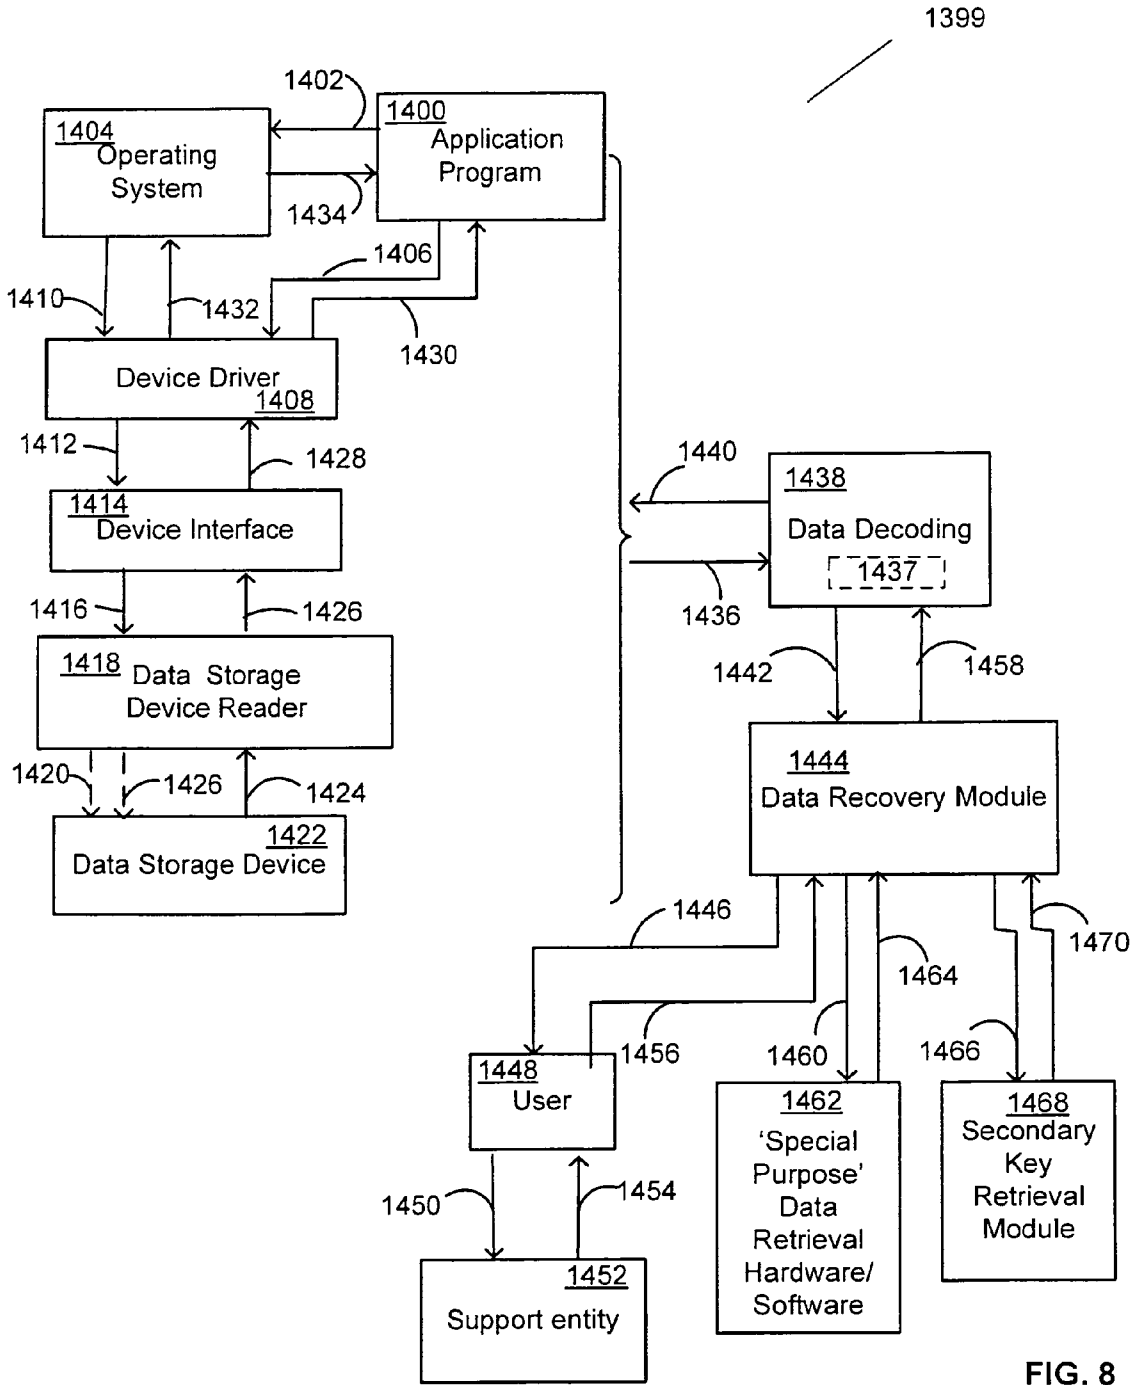 1399
1402
1400
Application
Program
1404
Operating
System
1434
1406
1410
1432
1430
Device Driver
1408
1412
1428
1440
1414
Device Interface
1438
Data Decoding
1437
1416
1426
1436
1418
Data Storage
Device Reader
1442
1458
1420
1426
1424
1444
Data Recovery Module
1422
Data Storage Device
1446
1470
1464
1456
1460
1466
1448
User
1462
'Special
Purpose'
Data
Retrieval
Hardware/
Software
1468
Secondary
Key
Retrieval
Module
1450
1454
1452
Support entity
FIG. 8